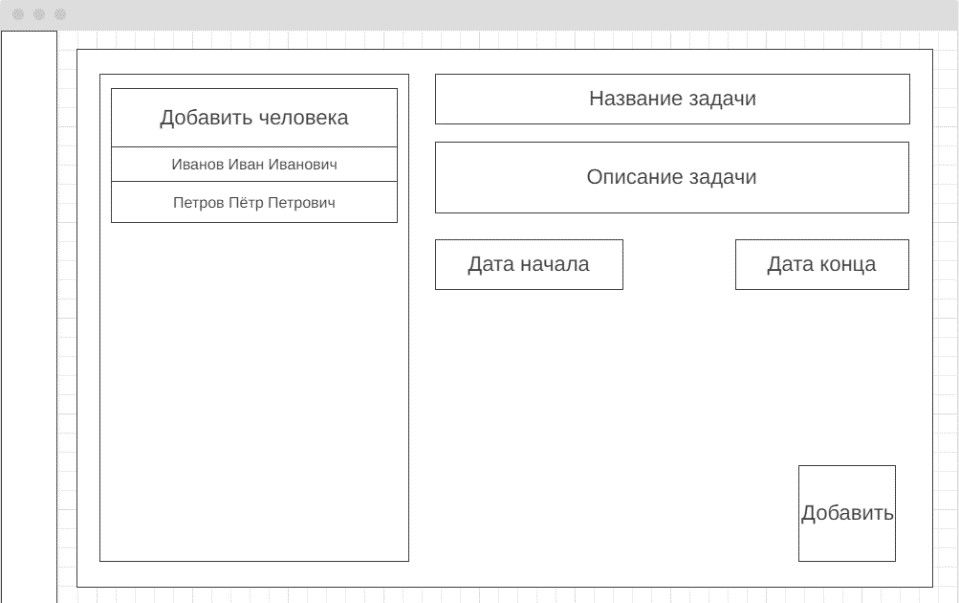 Добавить человека
Иванов Иван Иванович
Петров Пётр Петрович
Название задачи
Описание задачи
Дата начала
Дата конца
Добавить